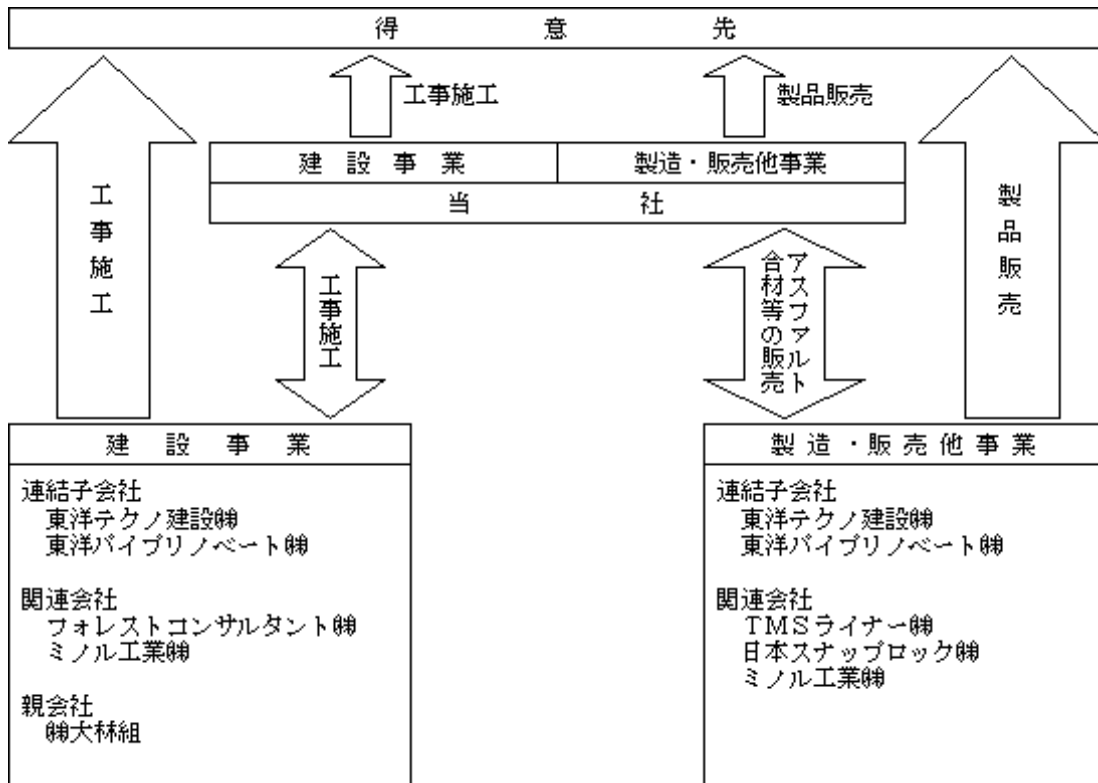 得意先
工事施工
製品販売
建設事業
製造・販売他事業
当社
工事施工
製品販売
工事施工
アスファルト
合材等の販売
建設事業
連結子会社
東洋テクノ建設㈱
東洋パイプリノベート㈱
関連会社
フォレストコンサルタント㈱
ミノル工業㈱
親会社
㈱大林組
製造・販売他事業
連結子会社
東洋テクノ建設㈱
東洋パイプリノベート㈱
関連会社
TMSライナー㈱
日本スナップロック㈱
ミノル工業㈱